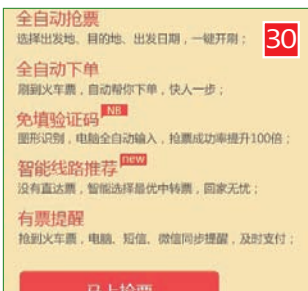 全自动抢票
选择出发地、目的地、出发日期，一键开刷；
30
全自动下单
刷到火车票，自动帮你下单，快人一步；
免填验证码 NB
图形识别，电脑全自动输入，抢票成功率提升100倍；
智能线路推荐 new
没有直达票，智能选择最优中转票，回家无忧；
有票提醒
抢到火车票，电脑、短信、微信同步提醒，及时支付；
马上抢票